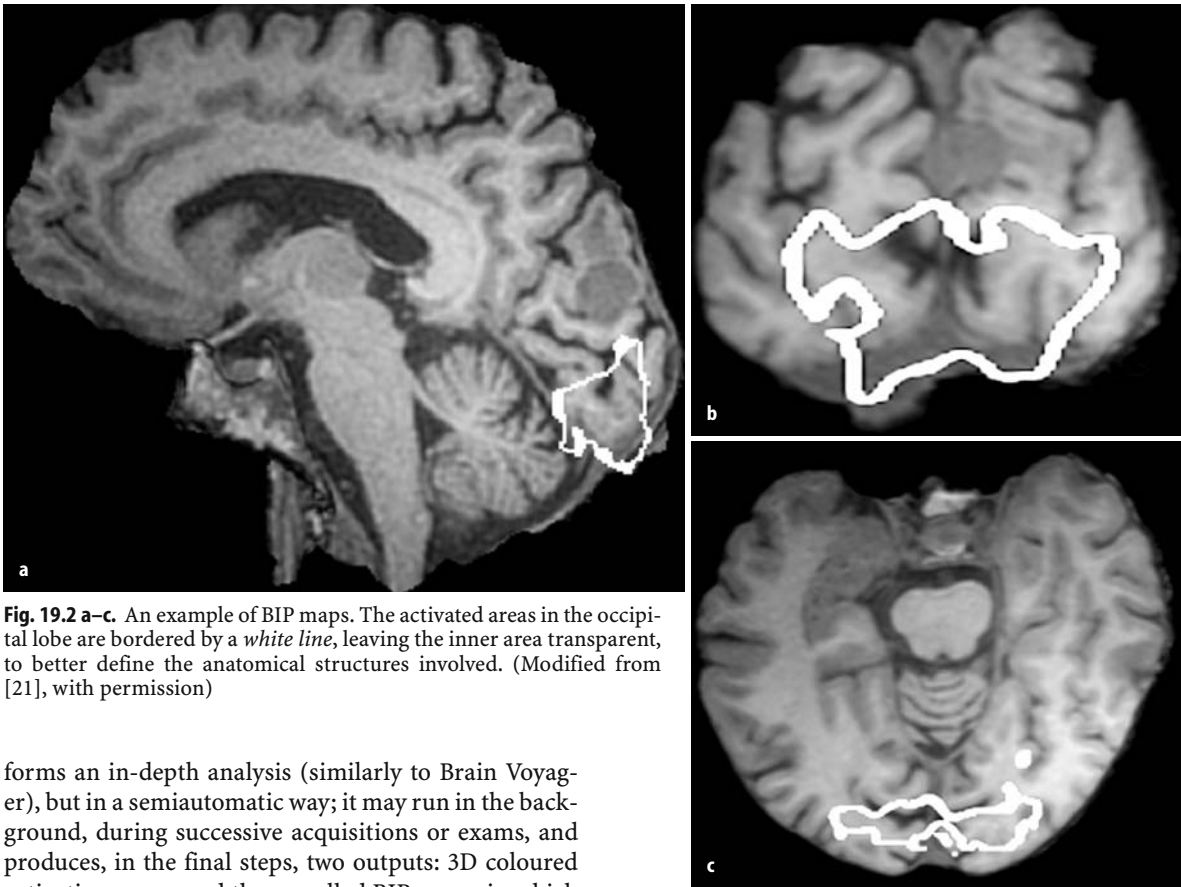 a
b
c
Fig. 19.2 a–c. An example of BIP maps. The activated areas in the occipi-
tal lobe are bordered by a white line, leaving the inner area transparent,
to better define the anatomical structures involved. (Modified from
[21], with permission)
forms an in-depth analysis (similarly to Brain Voyag-
er), but in a semiautomatic way; it may run in the back-
ground, during successive acquisitions or exams, and
produces, in the final steps, two outputs: 3D coloured